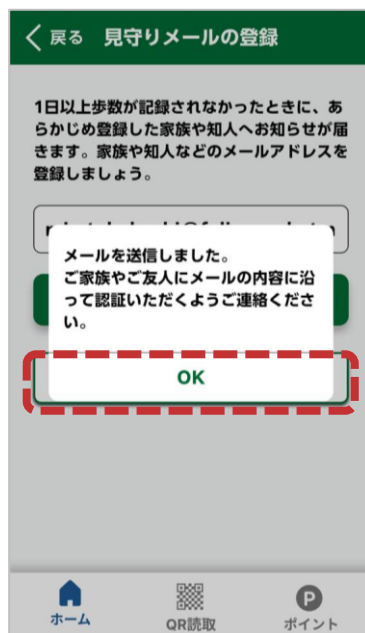 戻る 見守りメールの登録
1日以上歩数が記録されなかったときに、あ
らかじめ登録した家族や知人へお知らせが届
きます。家族や知人などのメールアドレスを
登録しましょう。
メールを送信しました。
ご家族やご友人にメールの内容に沿
って認証いただくようご連絡くださ
い。
OK
ホーム QR読取 P ポイント